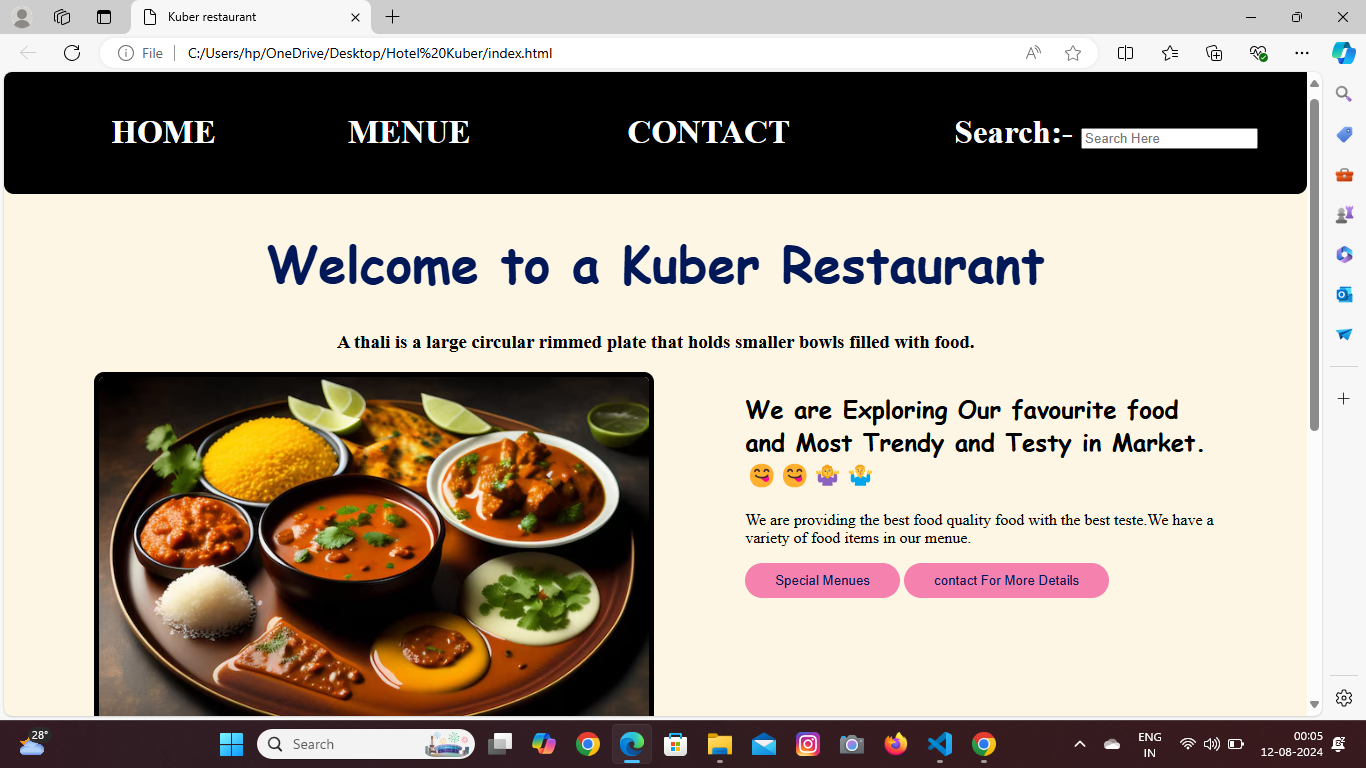 Kuber restaurant
File
C:/Users/hp/OneDrive/Desktop/Hotel%20Kuber/index.html
HOME MENUE CONTACT Search:- Search Here
Welcome to a Kuber Restaurant
A thali is a large circular rimmed plate that holds smaller bowls filled with food.
We are Exploring Our favourite food
and Most Trendy and Testy in Market.
😋 😋 🤷‍♀️ 🤷‍♂️
We are providing the best food quality food with the best teste.We have a
variety of food items in our menue.
Special Menues contact For More Details
28°
Search
ENG
IN
00:05
12-08-2024